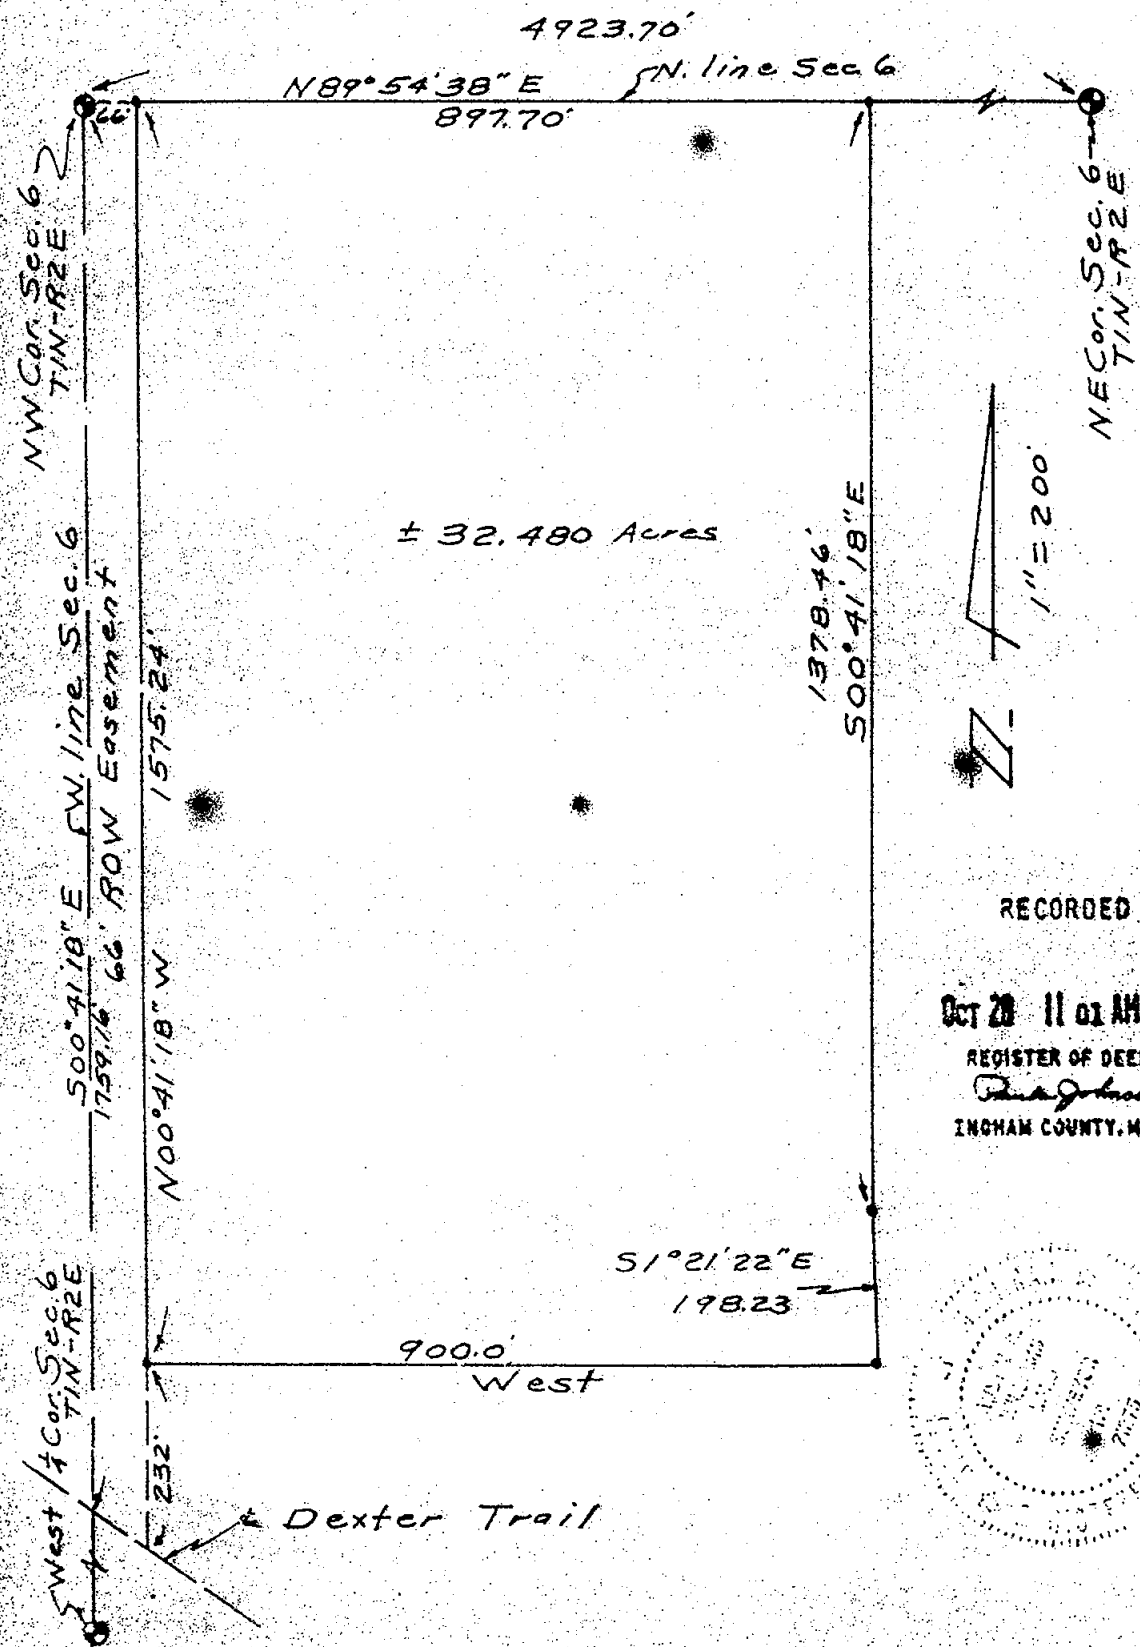 4923.70'
N89°54'38" E
N. line Sec 6
897.70'
66'
NW Cor. Sec. 6
T1N-R2E
NE Cor. Sec. 6
T1N-R2E
± 32.480 Acres
1378.46'
S00°41'18"E
1"=200'
N
S00°41'18"E
W. line Sec. 6
1759.16'
66' ROW Easement
1575.24'
N00°41'18" W
RECORDED
OCT 28 11 01 AM
REGISTER OF DEE
INGHAM COUNTY, M
S1°21'22"E
198.23
900.0'
West
West 1/4 Cor. Sec. 6
T1N-R2E
232'
Dexter Trail